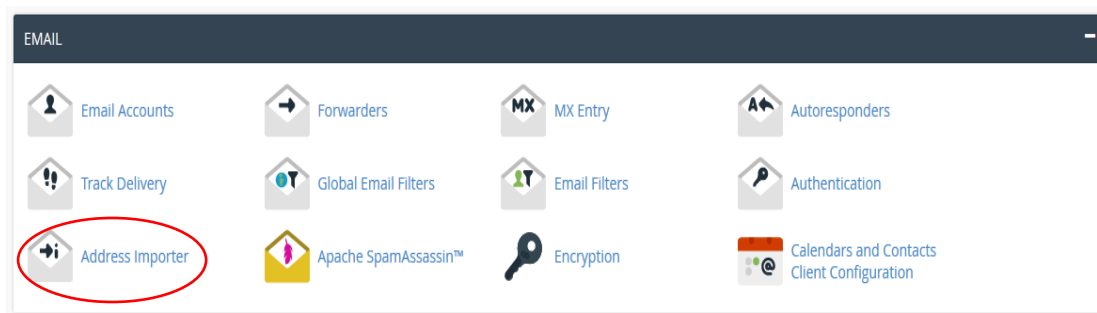 EMAIL
Email Accounts
Forwarders
MX
MX Entry
A
Autoresponders
Track Delivery
Global Email Filters
Email Filters
Authentication
i
Address Importer
Apache SpamAssassin™
Encryption
@
Calendars and Contacts
Client Configuration